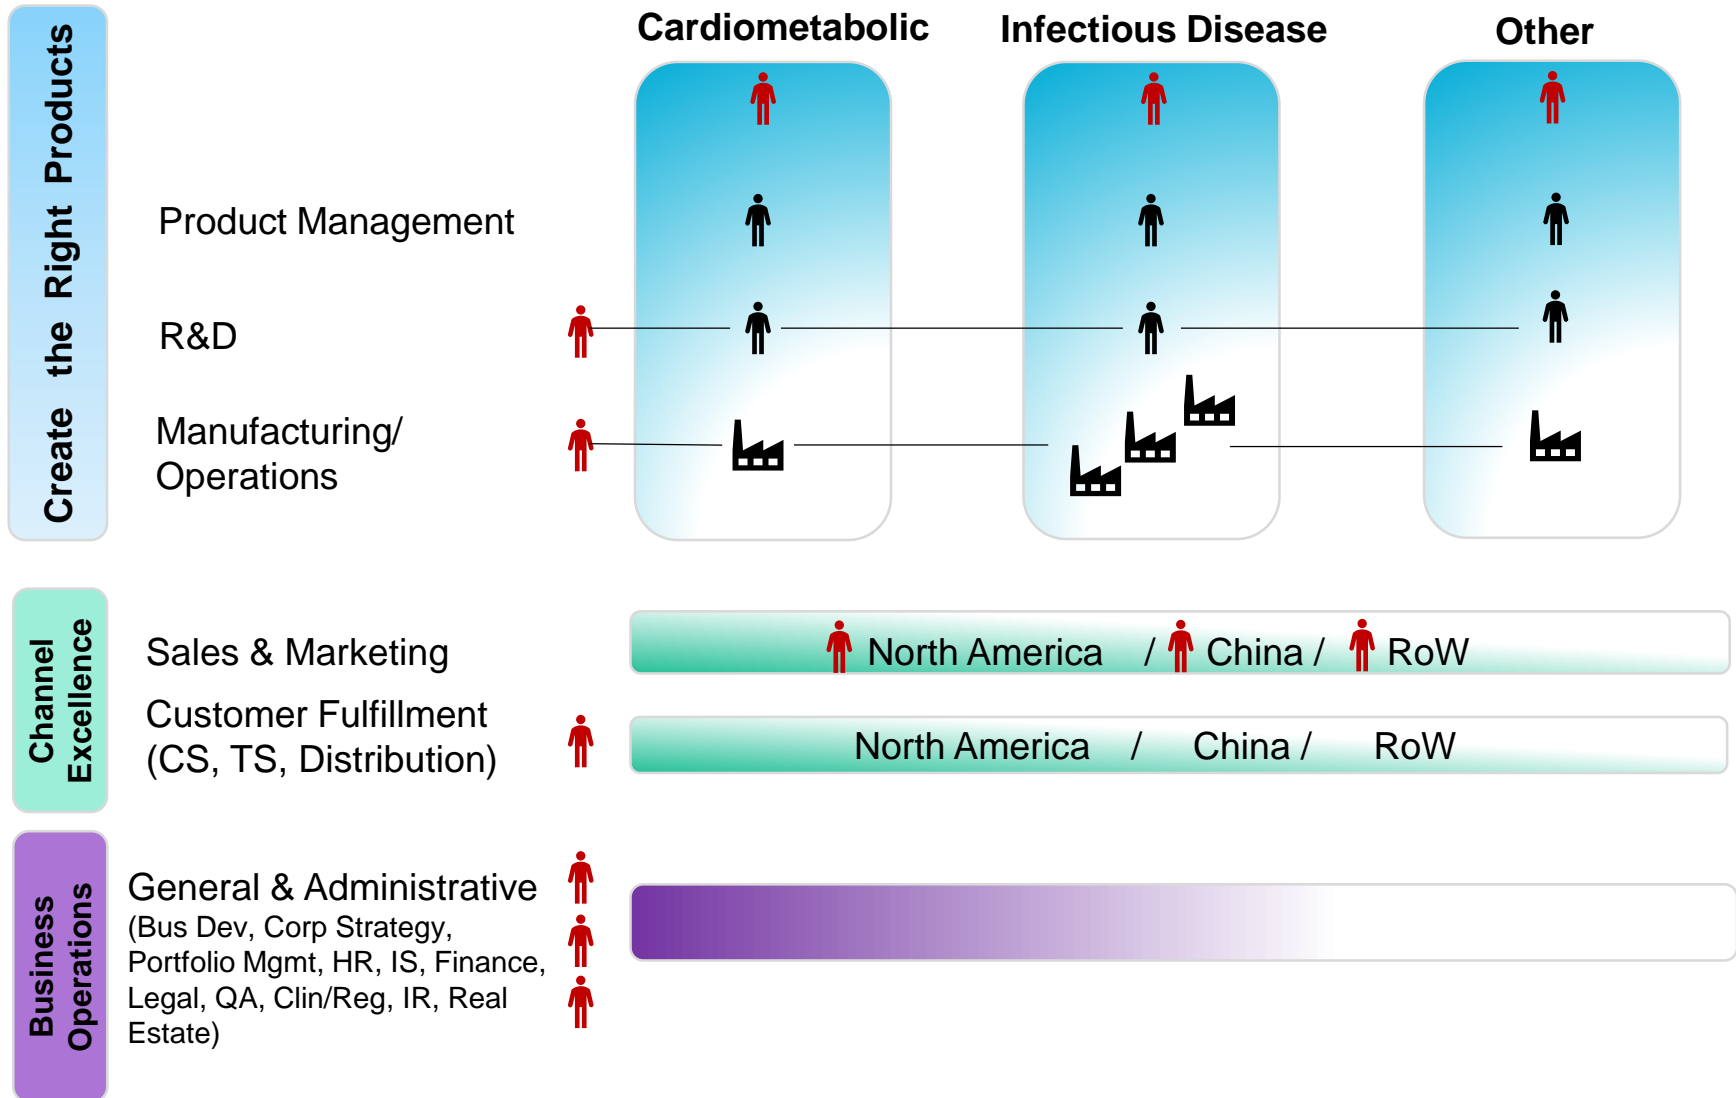 Cardiometabolic
Infectious Disease
Other
Create the Right Products
Product Management
R&D
Manufacturing/
Operations
Channel
Excellence
Sales & Marketing
North America / China / RoW
Customer Fulfillment
(CS, TS, Distribution)
North America / China / RoW
Business
Operations
General & Administrative
(Bus Dev, Corp Strategy,
Portfolio Mgmt, HR, IS, Finance,
Legal, QA, Clin/Reg, IR, Real
Estate)